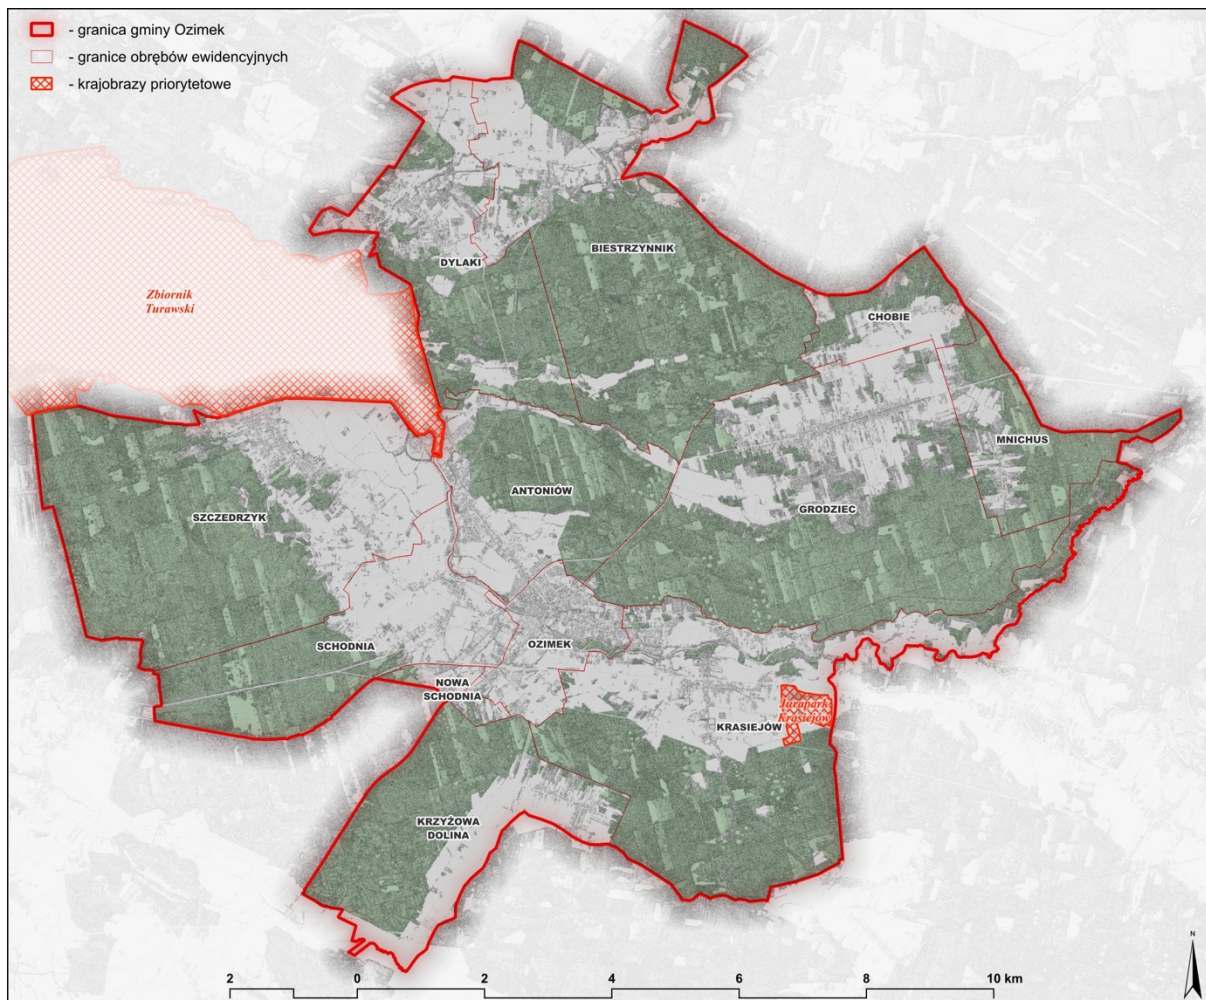 - granica gminy Ozimek
- granice obrębów ewidencyjnych
- krajobrazy priorytetowe
DYLAKI
BIESTRZYNNIK
Zbiornik
Turawski
CHOBIE
MNICHUS
ANTONIÓW
GRODZIEC
SZCZEDRZYK
SCHODNIA
OZIMEK
NOWA
SCHODNIA
Jurapark
Krasiejów
KRASIEJÓW
KRZYŻOWA
DOLINA
N
2 0 2 4 6 8 10 km